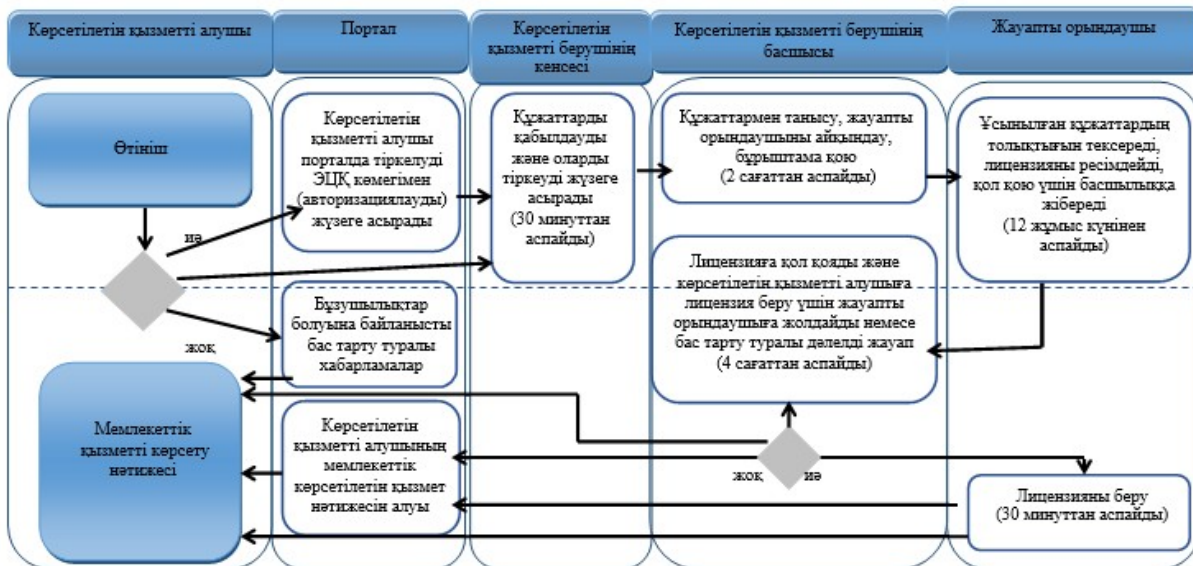 Көрсетілетін қызметті алушы
Портал
Көрсетілетін
қызметті берушінің
кенсесі
Көрсетілетін қызметті берушінің
басшысы
Жауапты орындаушы
Өтініш
Көрсетілетін
қызметті алушы
порталда тіркелуді
ЭЦҚ көмегімен
(авторизациялауды)
жүзеге асырады
Құжаттарды
қабылдауды
және оларды
тіркеуді жүзеге
асырады
(30 минуттан
аспайды)
Құжаттармен танысу, жауапты
орындаушыны айқындау,
бұрыштама қою
(2 сағаттан аспайды)
Ұсынылған құжаттардың
толықтығын тексереді,
лицензияны ресімдейді,
қол қою үшін басшылыққа
жібереді
(12 жұмыс күнінен
аспайды)
иә
жоқ
Бұзушылықтар
болуына байланысты
бас тарту туралы
хабарламалар
Лицензияға қол қояды және
көрсетілетін қызметті алушыға
лицензия беру үшін жауапты
орындаушыға жолдайды немесе
бас тарту туралы дәлелді жауап
(4 сағаттан аспайды)
Мемлекеттік
қызметті көрсету
нәтижесі
Көрсетілетін
қызметті алушының
мемлекеттік
көрсетілетін қызмет
нәтижесін алуы
жоқ
иә
Лицензияны беру
(30 минуттан аспайды)